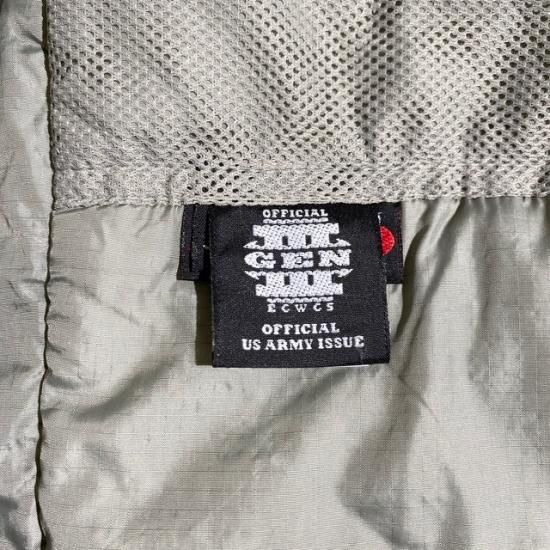 OFFICIAL
III
GEN
III
ECWCS
OFFICIAL
US ARMY ISSUE